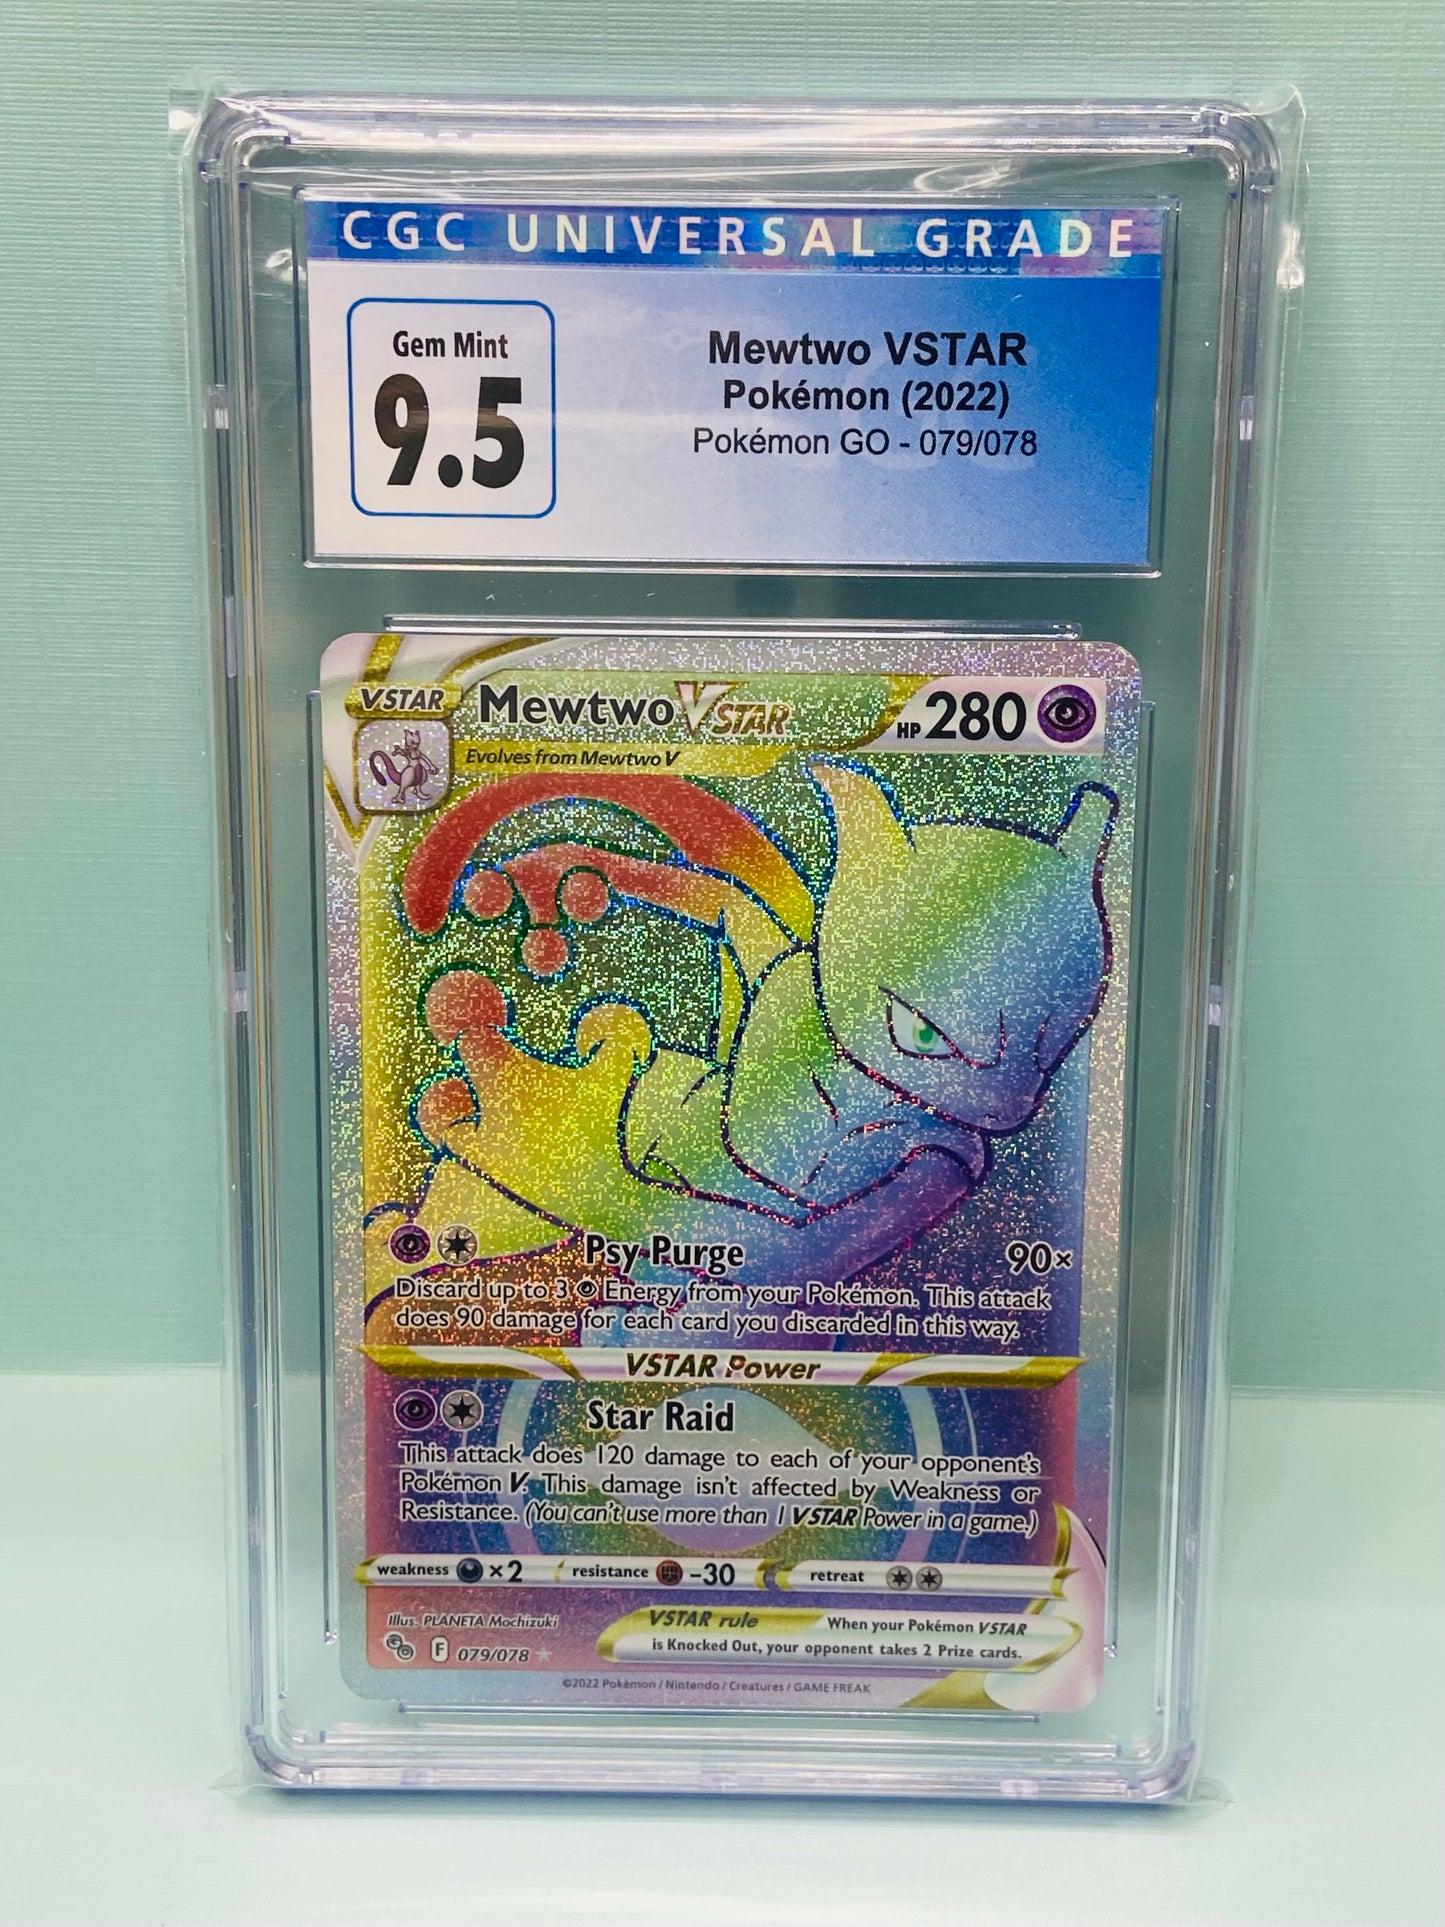 CGC UNIVERSAL GRADE
Gem Mint
9.5
Mewtwo VSTAR
Pokémon (2022)
Pokémon GO - 079/078
VSTAR
Mewtwo VSTAR
HP 280
Evolves from Mewtwo V
Psy Purge 90×
Discard up to 3 Energy from your Pokémon. This attack
does 90 damage for each card you discarded in this way.
VSTAR Power
Star Raid
This attack does 120 damage to each of your opponent's
Pokémon V. This damage isn't affected by Weakness or
Resistance. (You can't use more than 1 VSTAR Power in a game.)
weakness ×2 resistance -30 retreat
Illus. PLANETA Mochizuki
F 079/078
VSTAR rule When your Pokémon VSTAR
is Knocked Out, your opponent takes 2 Prize cards.
©2022 Pokémon / Nintendo / Creatures / GAME FREAK